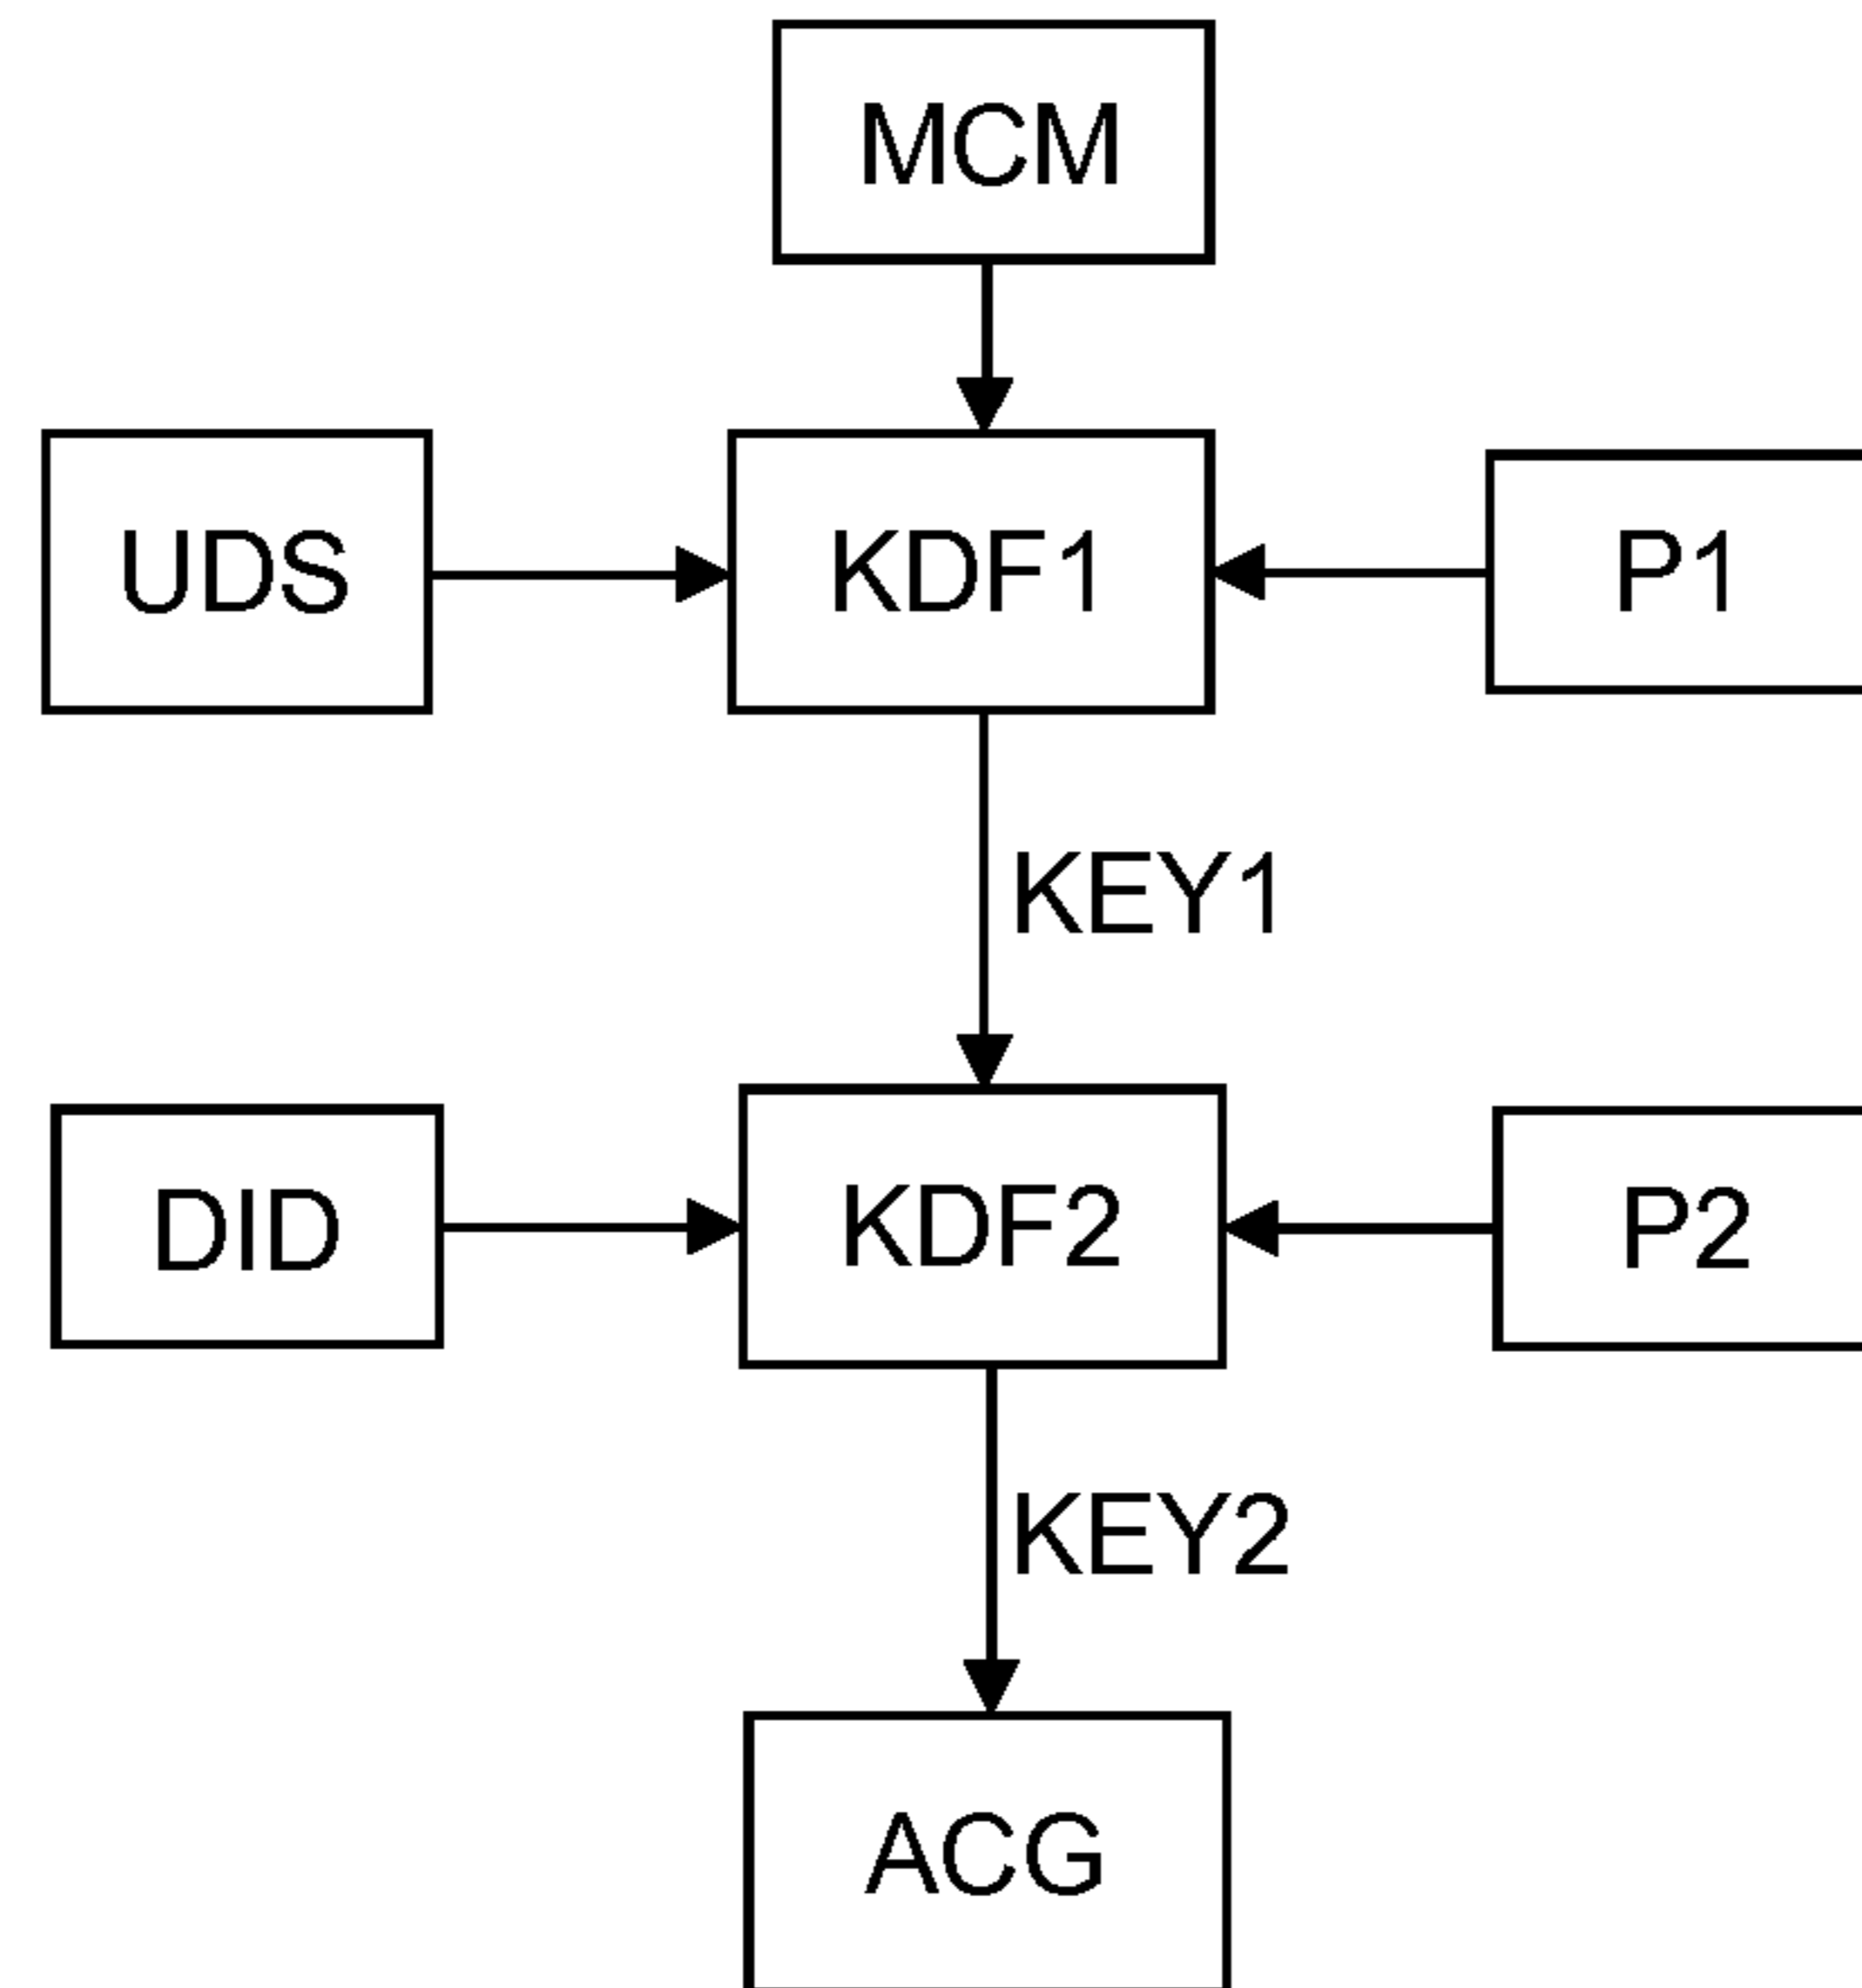 MCM
UDS
KDF1
P1
KEY1
DID
KDF2
P2
KEY2
ACG